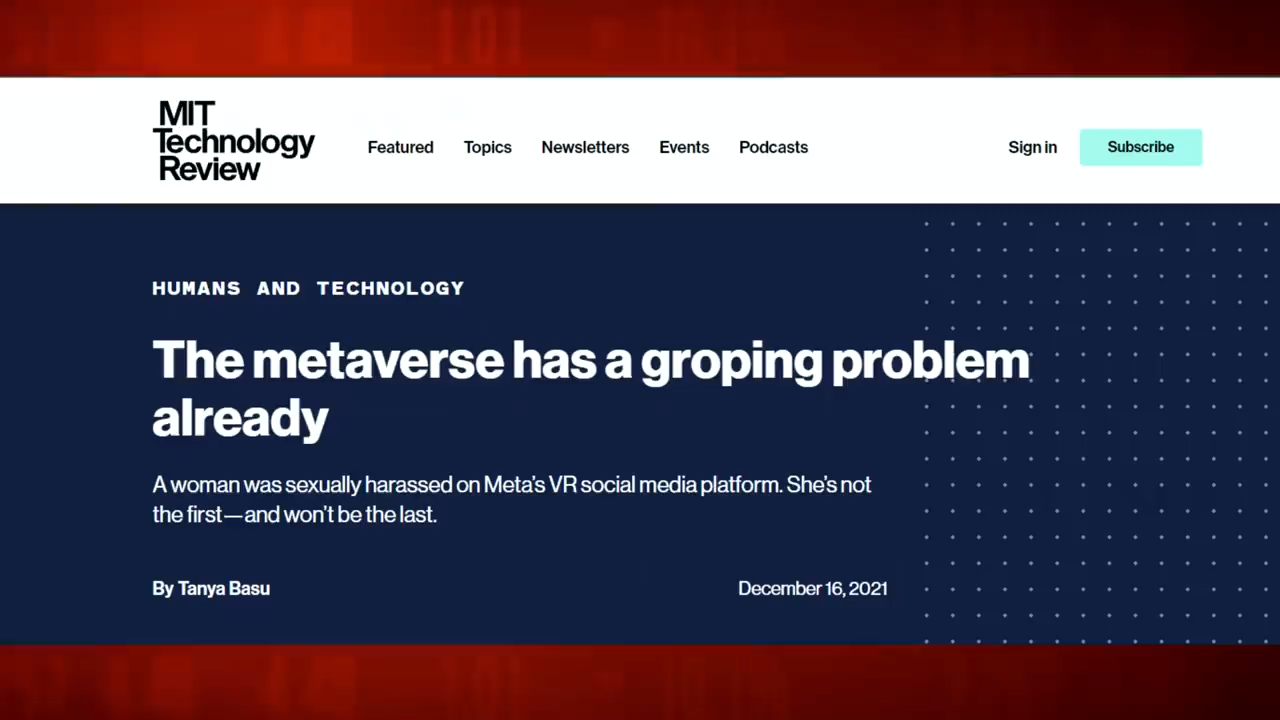 MIT
Technology
Review
Featured Topics Newsletters Events Podcasts Sign in Subscribe
HUMANS AND TECHNOLOGY
The metaverse has a groping problem
already
A woman was sexually harassed on Meta's VR social media platform. She's not
the first—and won't be the last.
By Tanya Basu December 16, 2021